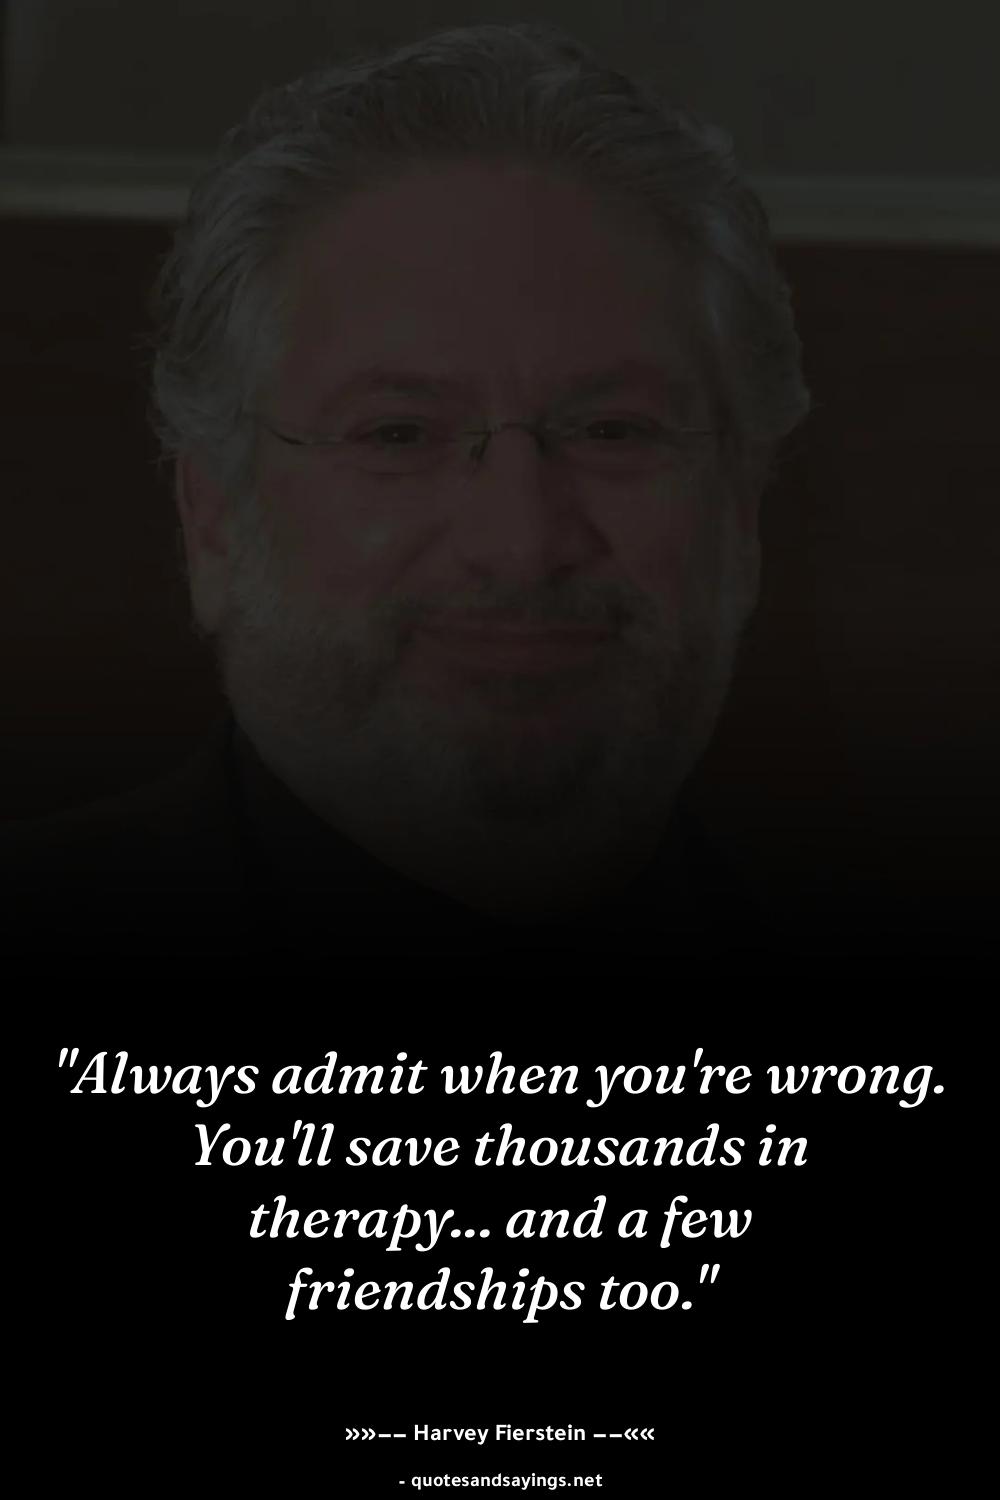 "Always admit when you're wrong.
You'll save thousands in
therapy... and a few
friendships too."
»»–– Harvey Fierstein ––««
- quotesandsayings.net